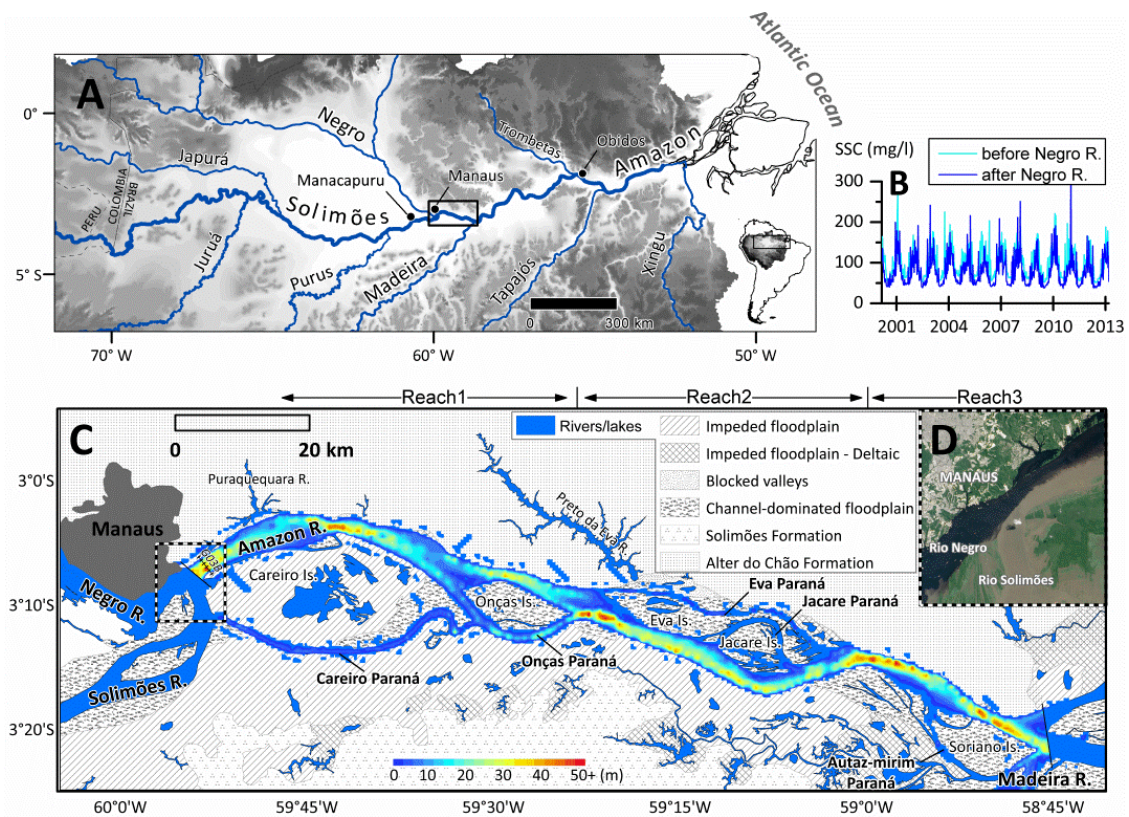 Atlantic Ocean
A
0°
5° S
Negro
Japurá
Manacapuru
Manaus
Solimões
PERU
COLOMBIA
BRAZIL
Juruá
Purus
Madeira
Trombetas
Obidos
Amazon
Tapajós
Xingu
0 300 km
70° W 60° W 50° W
SSC (mg/l)
before Negro R.
after Negro R.
B
300
250
200
150
100
50
0
2001 2004 2007 2010 2013
Reach1 Reach2 Reach3
C
0 20 km
Rivers/lakes
Impeded floodplain
Impeded floodplain - Deltaic
Blocked valleys
Channel-dominated floodplain
Solimões Formation
Alter do Chão Formation
D
MANAUS
Rio Negro
Rio Solimões
3°0'S
3°10'S
3°20'S
Puraquequara R.
Manaus
Amazon R.
Careiro Is.
Negro R.
Solimões R.
Careiro Paraná
Onças Is.
Onças Paraná
Preto da Eva R.
Eva Paraná
Jacare Paraná
Eva Is.
Jacare Is.
Soriano Is.
Autaz-mirim
Paraná
Madeira R.
0 10 20 30 40 50+ (m)
60°0'W 59°45'W 59°30'W 59°15'W 59°0'W 58°45'W